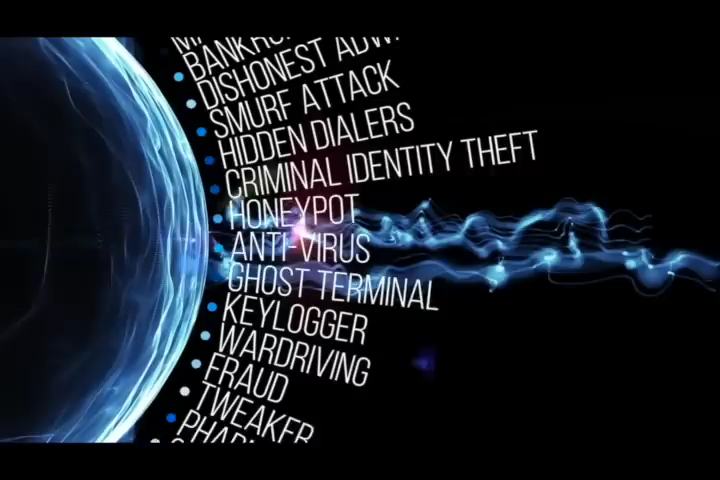 DISHONEST
SMURF ATTACK
HIDDEN DIALERS
CRIMINAL IDENTITY THEFT
HONEYPOT
ANTI-VIRUS
GHOST TERMINAL
KEYLOGGER
WARDRIVING
FRAUD
TWEAKER